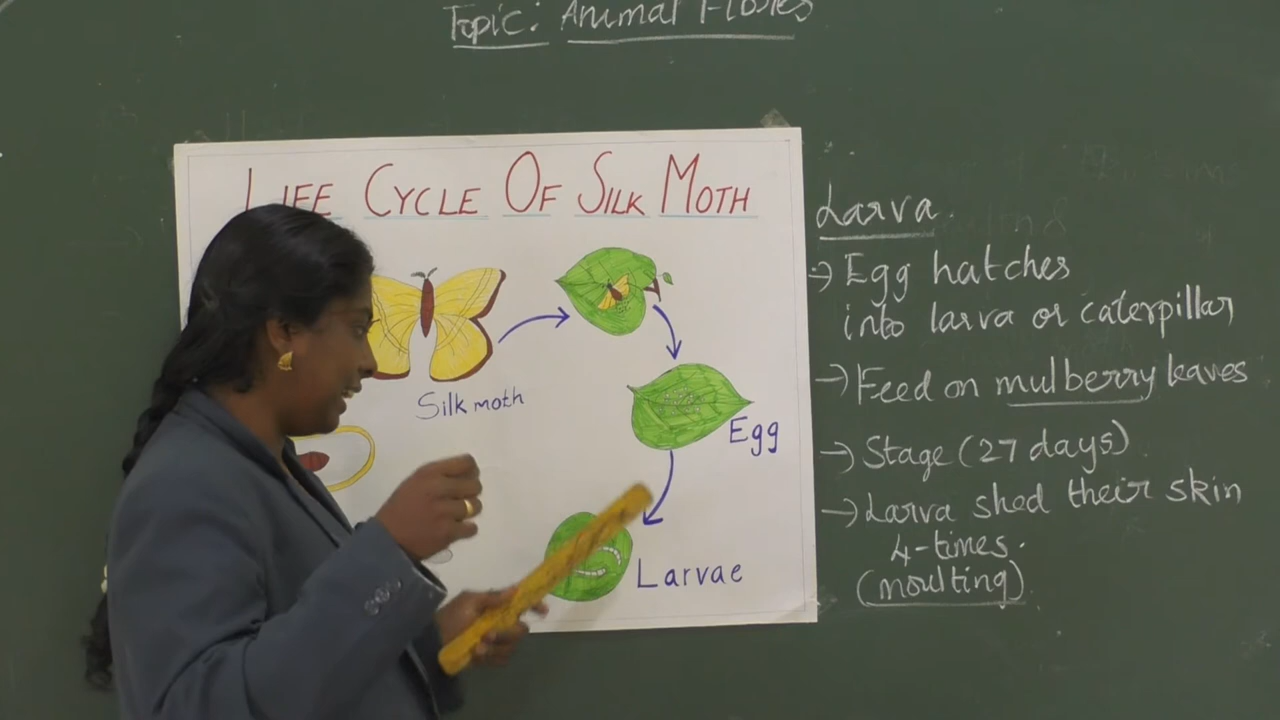 Topic: Animal Fibres
LIFE CYCLE OF SILK MOTH
Silk moth
Egg
Larvae
Larva.
→ Egg hatches
into larva or caterpillar,
→ Feed on mulberry leaves
→ Stage (27 days)
→ Larva shed their skin
4-times.
(moulting)